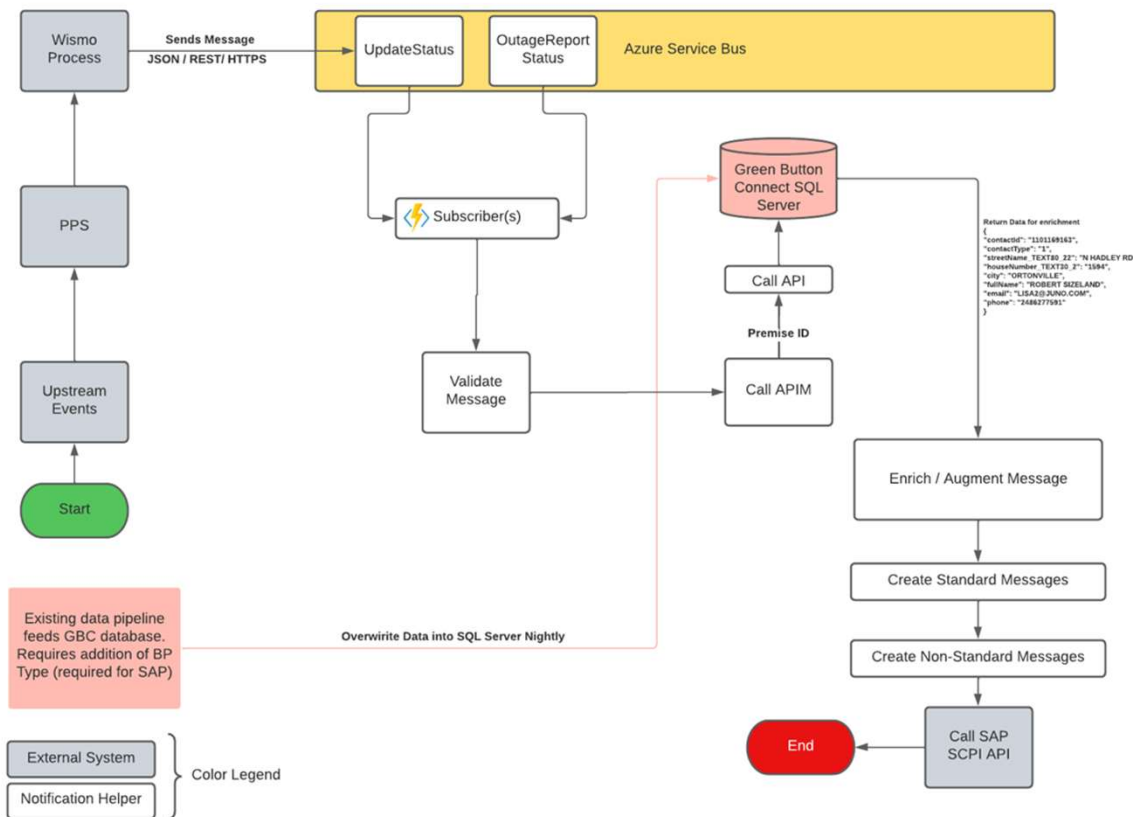 Wismo
Process
Sends Message
JSON / REST/ HTTPS
UpdateStatus
OutageReport
Status
Azure Service Bus
PPS
Subscriber(s)
Green Button
Connect SQL
Server
Call API
Premise ID
Return Data for enrichment
{
"contactId": "1101169163",
"contactType": "1",
"streetName_TEXT80_22": "N HADLEY RD
"houseNumber_TEXT30_2": "1594",
"city": "ORTONVILLE",
"fullName": "ROBERT SIZELAND",
"email": "LISA2@JUNO.COM",
"phone": "2486277591"
}
Upstream
Events
Validate
Message
Call APIM
Start
Enrich / Augment Message
Create Standard Messages
Existing data pipeline
feeds GBC database.
Requires addition of BP
Type (required for SAP)
Overwirite Data into SQL Server Nightly
Create Non-Standard Messages
End
Call SAP
SCPI API
External System
Notification Helper
Color Legend